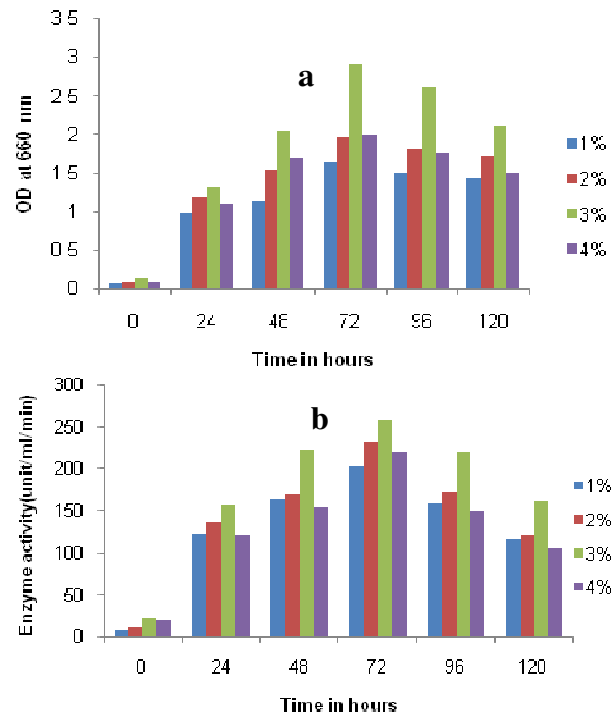 a
3.5
3
2.5
2
1.5
1
0.5
0
OD at 660 nm
0 24 48 72 96 120
Time in hours
1%
2%
3%
4%
b
300
250
200
150
100
50
0
Enzyme activity(unit/ml/min)
0 24 48 72 96 120
Time in hours
1%
2%
3%
4%